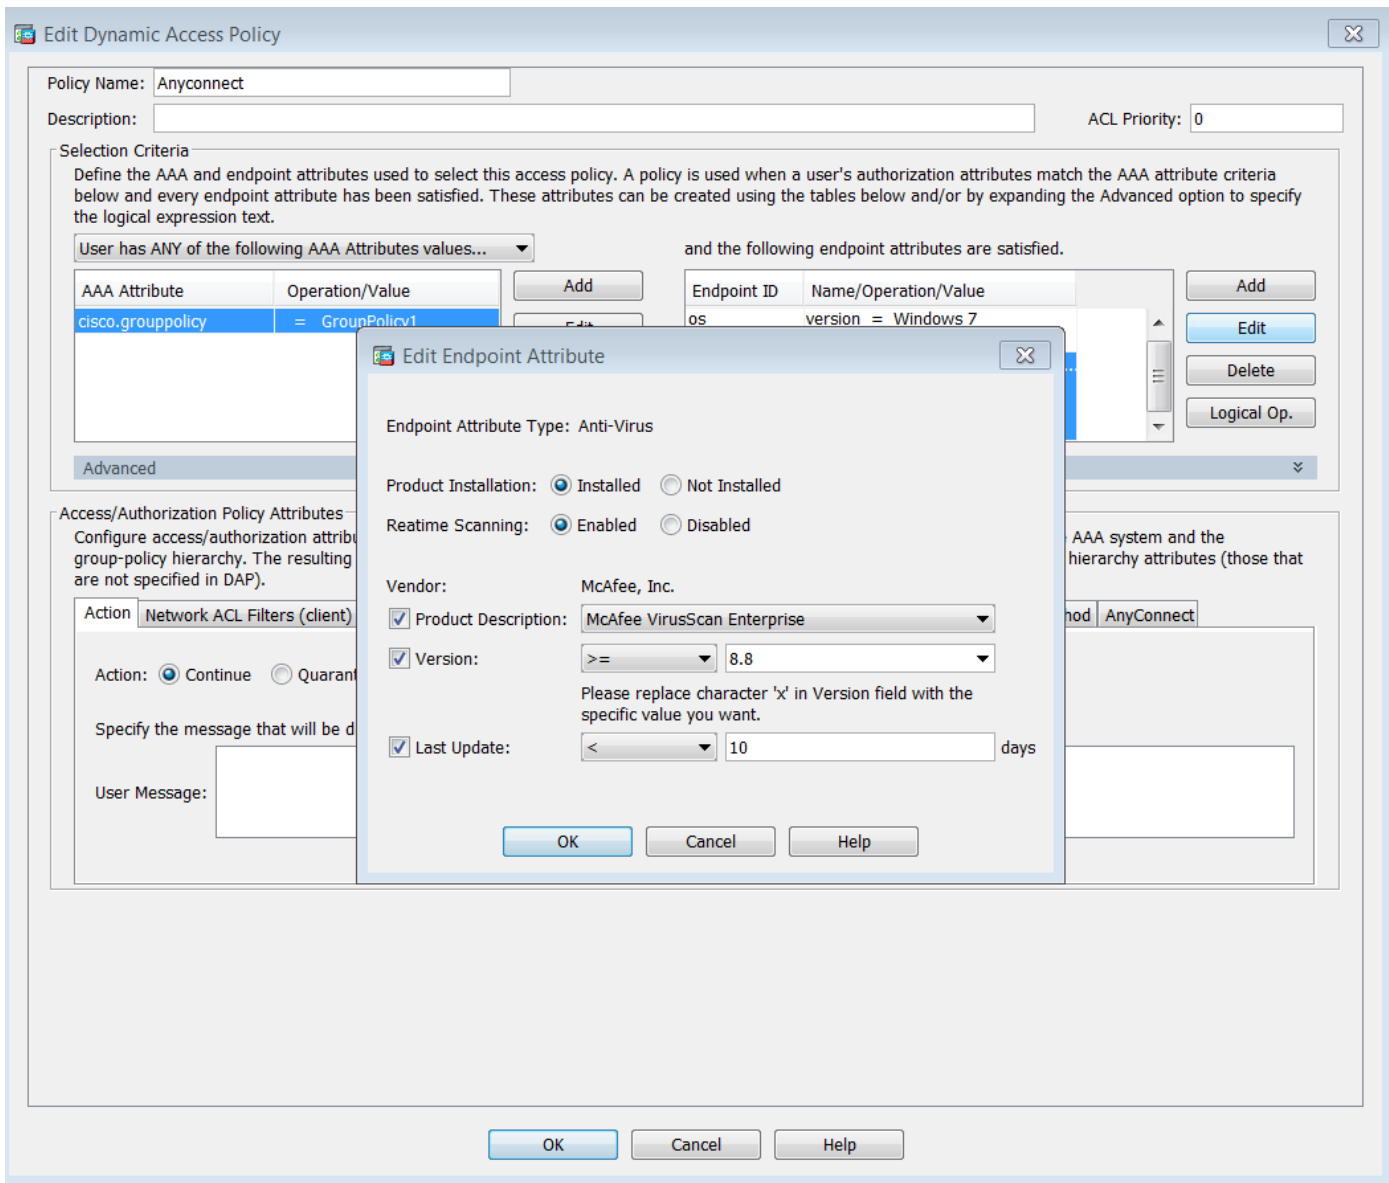 Edit Dynamic Access Policy
Policy Name: Anyconnect
Description:
ACL Priority: 0
Selection Criteria
Define the AAA and endpoint attributes used to select this access policy. A policy is used when a user's authorization attributes match the AAA attribute criteria
below and every endpoint attribute has been satisfied. These attributes can be created using the tables below and/or by expanding the Advanced option to specify
the logical expression text.
User has ANY of the following AAA Attributes values...
and the following endpoint attributes are satisfied.
AAA Attribute Operation/Value
cisco.grouppolicy = GroupPolicy1
Add
Edit
Endpoint ID Name/Operation/Value
os version = Windows 7
Add
Edit
Delete
Logical Op.
Advanced
Edit Endpoint Attribute
Endpoint Attribute Type: Anti-Virus
Product Installation: Installed Not Installed
Reatime Scanning: Enabled Disabled
Vendor: McAfee, Inc.
Product Description: McAfee VirusScan Enterprise
Version: >= 8.8
Please replace character 'x' in Version field with the
specific value you want.
Last Update: < 10 days
OK Cancel Help
Access/Authorization Policy Attributes
Configure access/authorization attribu AAA system and the
group-policy hierarchy. The resulting hierarchy attributes (those that
are not specified in DAP).
Action Network ACL Filters (client) hod AnyConnect
Action: Continue Quarant
Specify the message that will be d
User Message:
OK Cancel Help